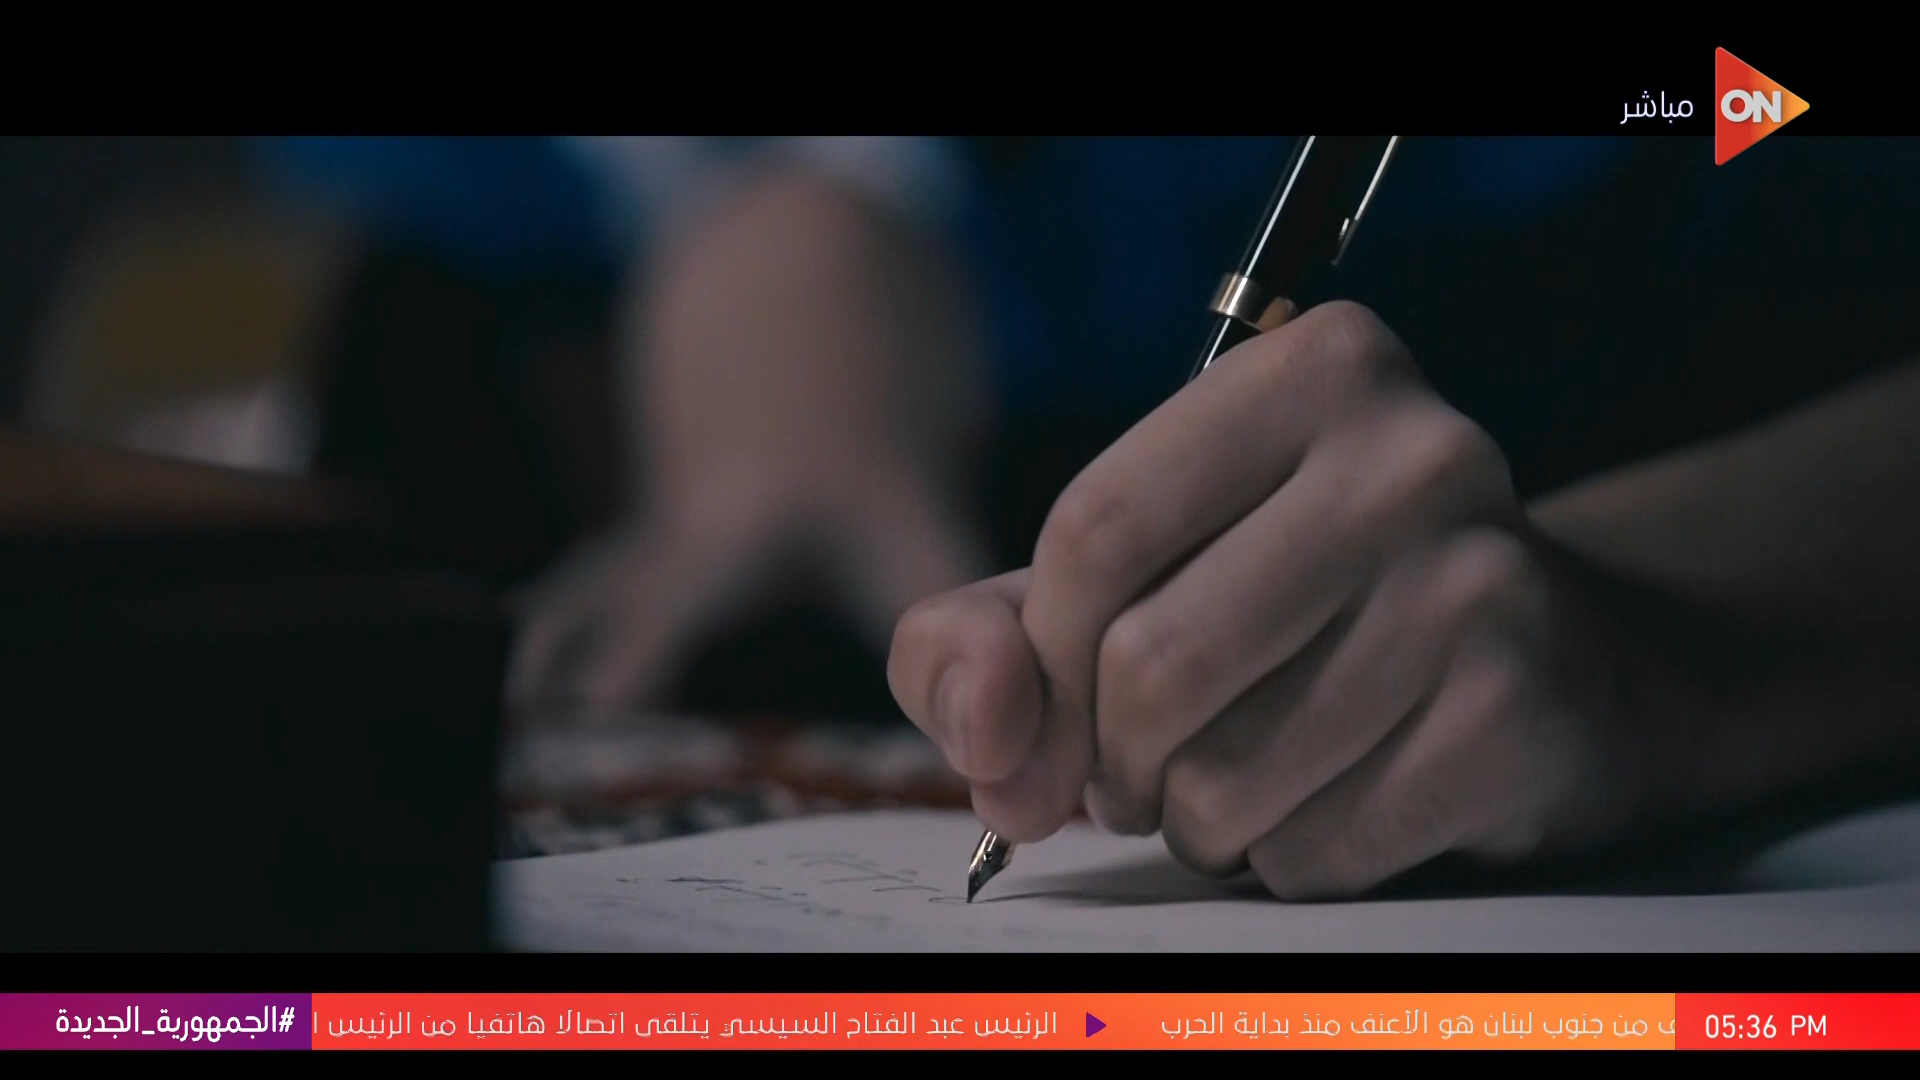 مباشر
ON
05:36 PM
من جنوب لبنان هو الأعنف منذ بداية الحرب
الرئيس عبد الفتاح السيسي يتلقى اتصالا هاتفيا من الرئيس ا
#الجمهورية_الجديدة